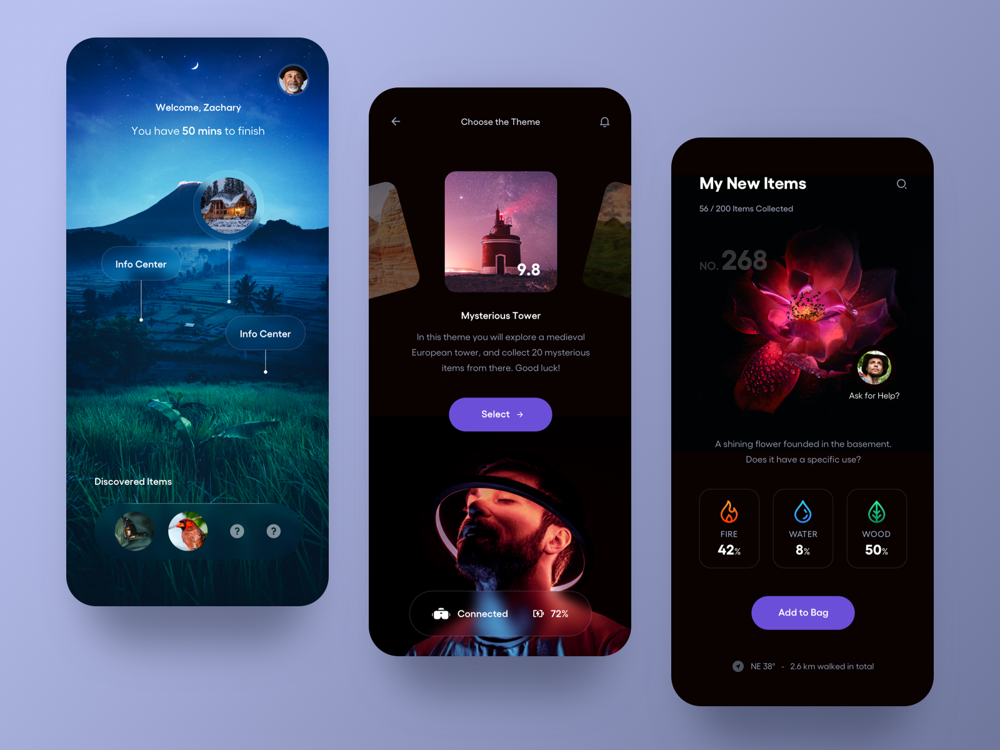 Welcome, Zachary
You have 50 mins to finish
Info Center
Info Center
Discovered Items
?
?
Choose the Theme
9.8
Mysterious Tower
In this theme you will explore a medieval
European tower, and collect 20 mysterious
items from there. Good luck!
Select
Connected
72%
My New Items
56 / 200 Items Collected
NO. 268
Ask for Help?
A shining flower founded in the basement.
Does it have a specific use?
FIRE
42%
WATER
8%
WOOD
50%
Add to Bag
NE 38° - 2.6 km walked in total